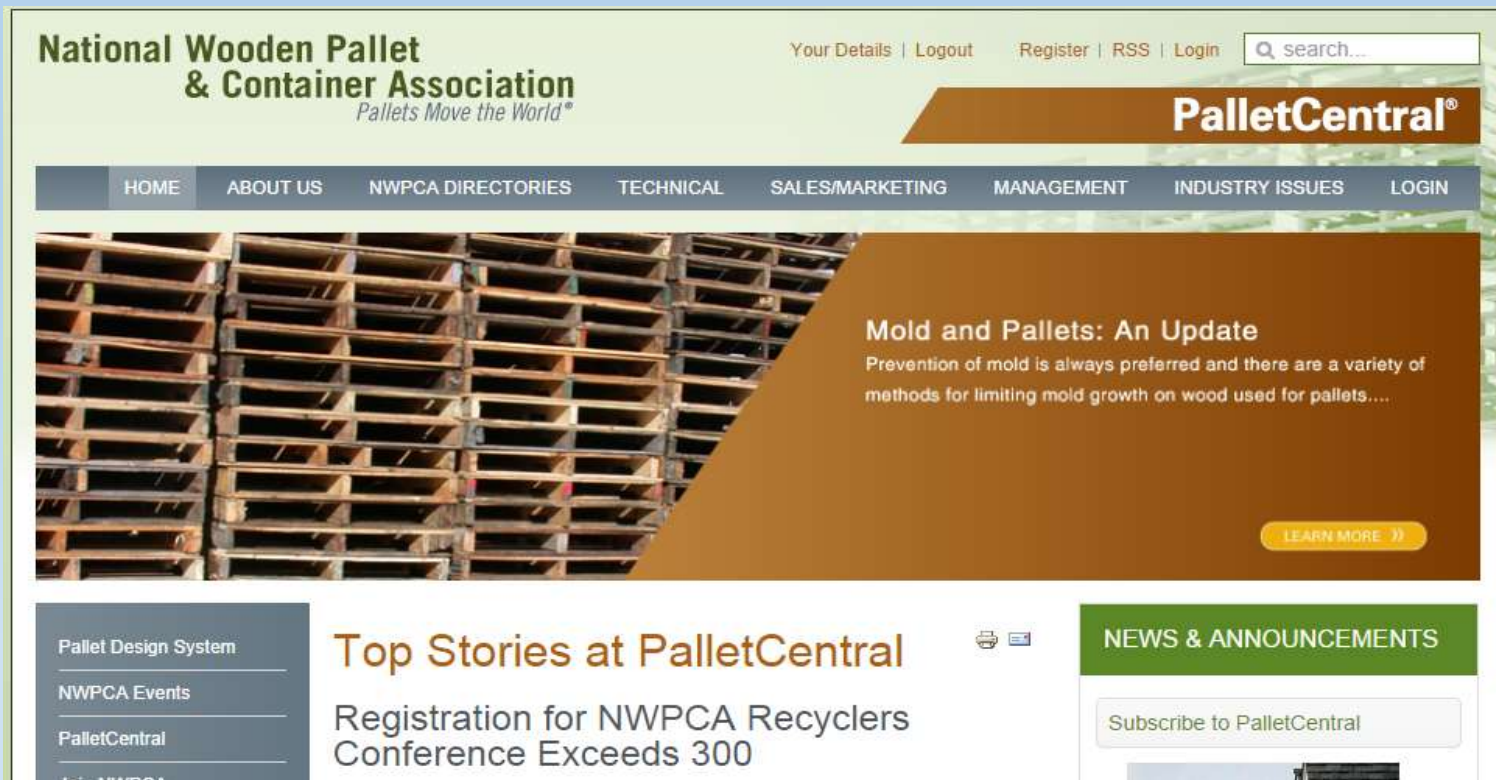 National Wooden Pallet
& Container Association
Pallets Move the World®
Your Details | Logout Register | RSS | Login search...
PalletCentral®
HOME ABOUT US NWPCA DIRECTORIES TECHNICAL SALES/MARKETING MANAGEMENT INDUSTRY ISSUES LOGIN
Mold and Pallets: An Update
Prevention of mold is always preferred and there are a variety of
methods for limiting mold growth on wood used for pallets....
LEARN MORE »
Pallet Design System
NWPCA Events
PalletCentral
Top Stories at PalletCentral
Registration for NWPCA Recyclers
Conference Exceeds 300
NEWS & ANNOUNCEMENTS
Subscribe to PalletCentral